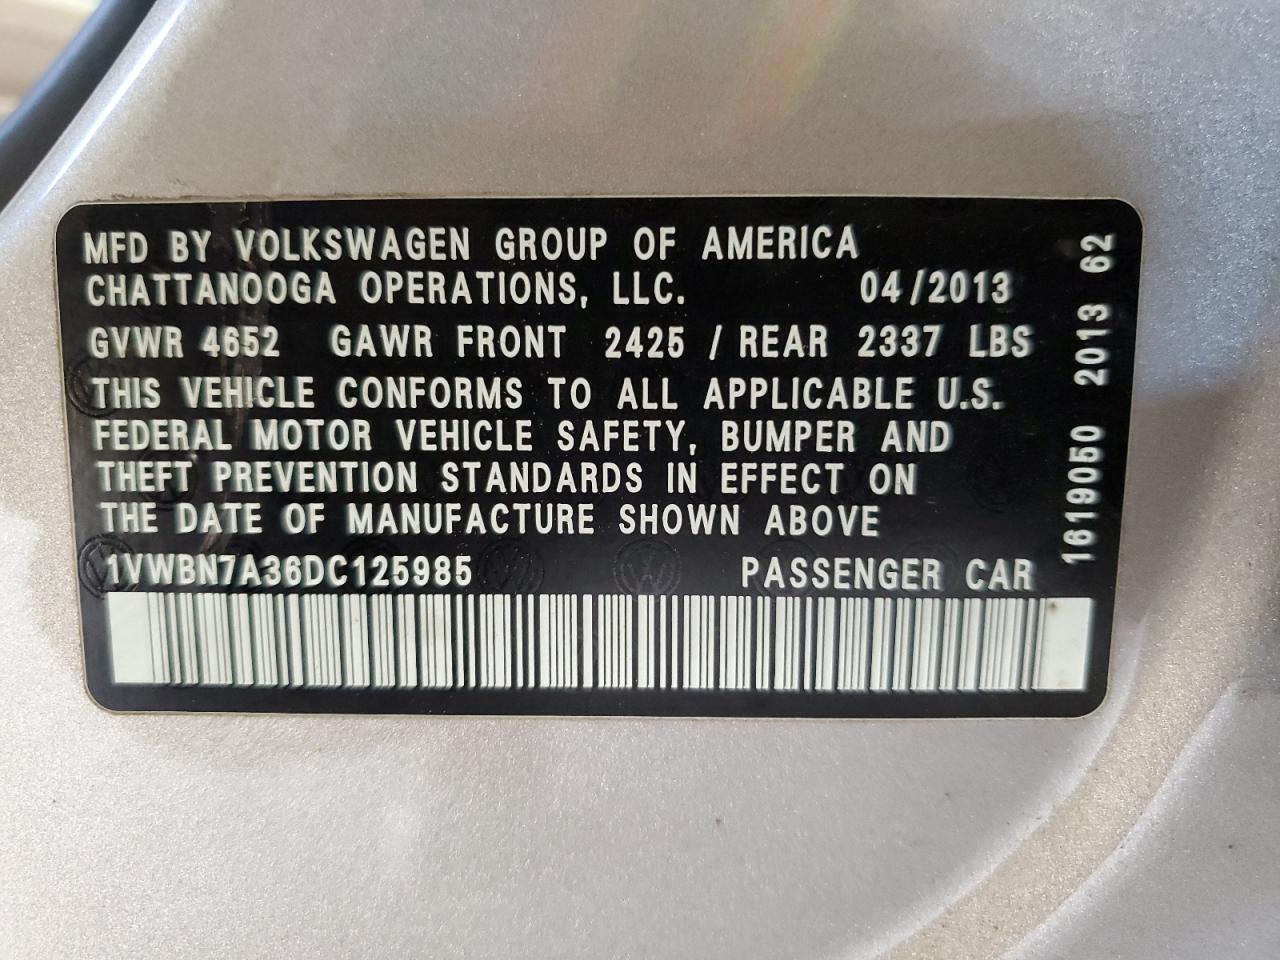 MFD BY VOLKSWAGEN GROUP OF AMERICA
CHATTANOOGA OPERATIONS, LLC. 04/2013
GVWR 4652 GAWR FRONT 2425 / REAR 2337 LBS
THIS VEHICLE CONFORMS TO ALL APPLICABLE U.S.
FEDERAL MOTOR VEHICLE SAFETY, BUMPER AND
THEFT PREVENTION STANDARDS IN EFFECT ON
THE DATE OF MANUFACTURE SHOWN ABOVE
1VWBN7A36DC125985 PASSENGER CAR
1619050 2013 62